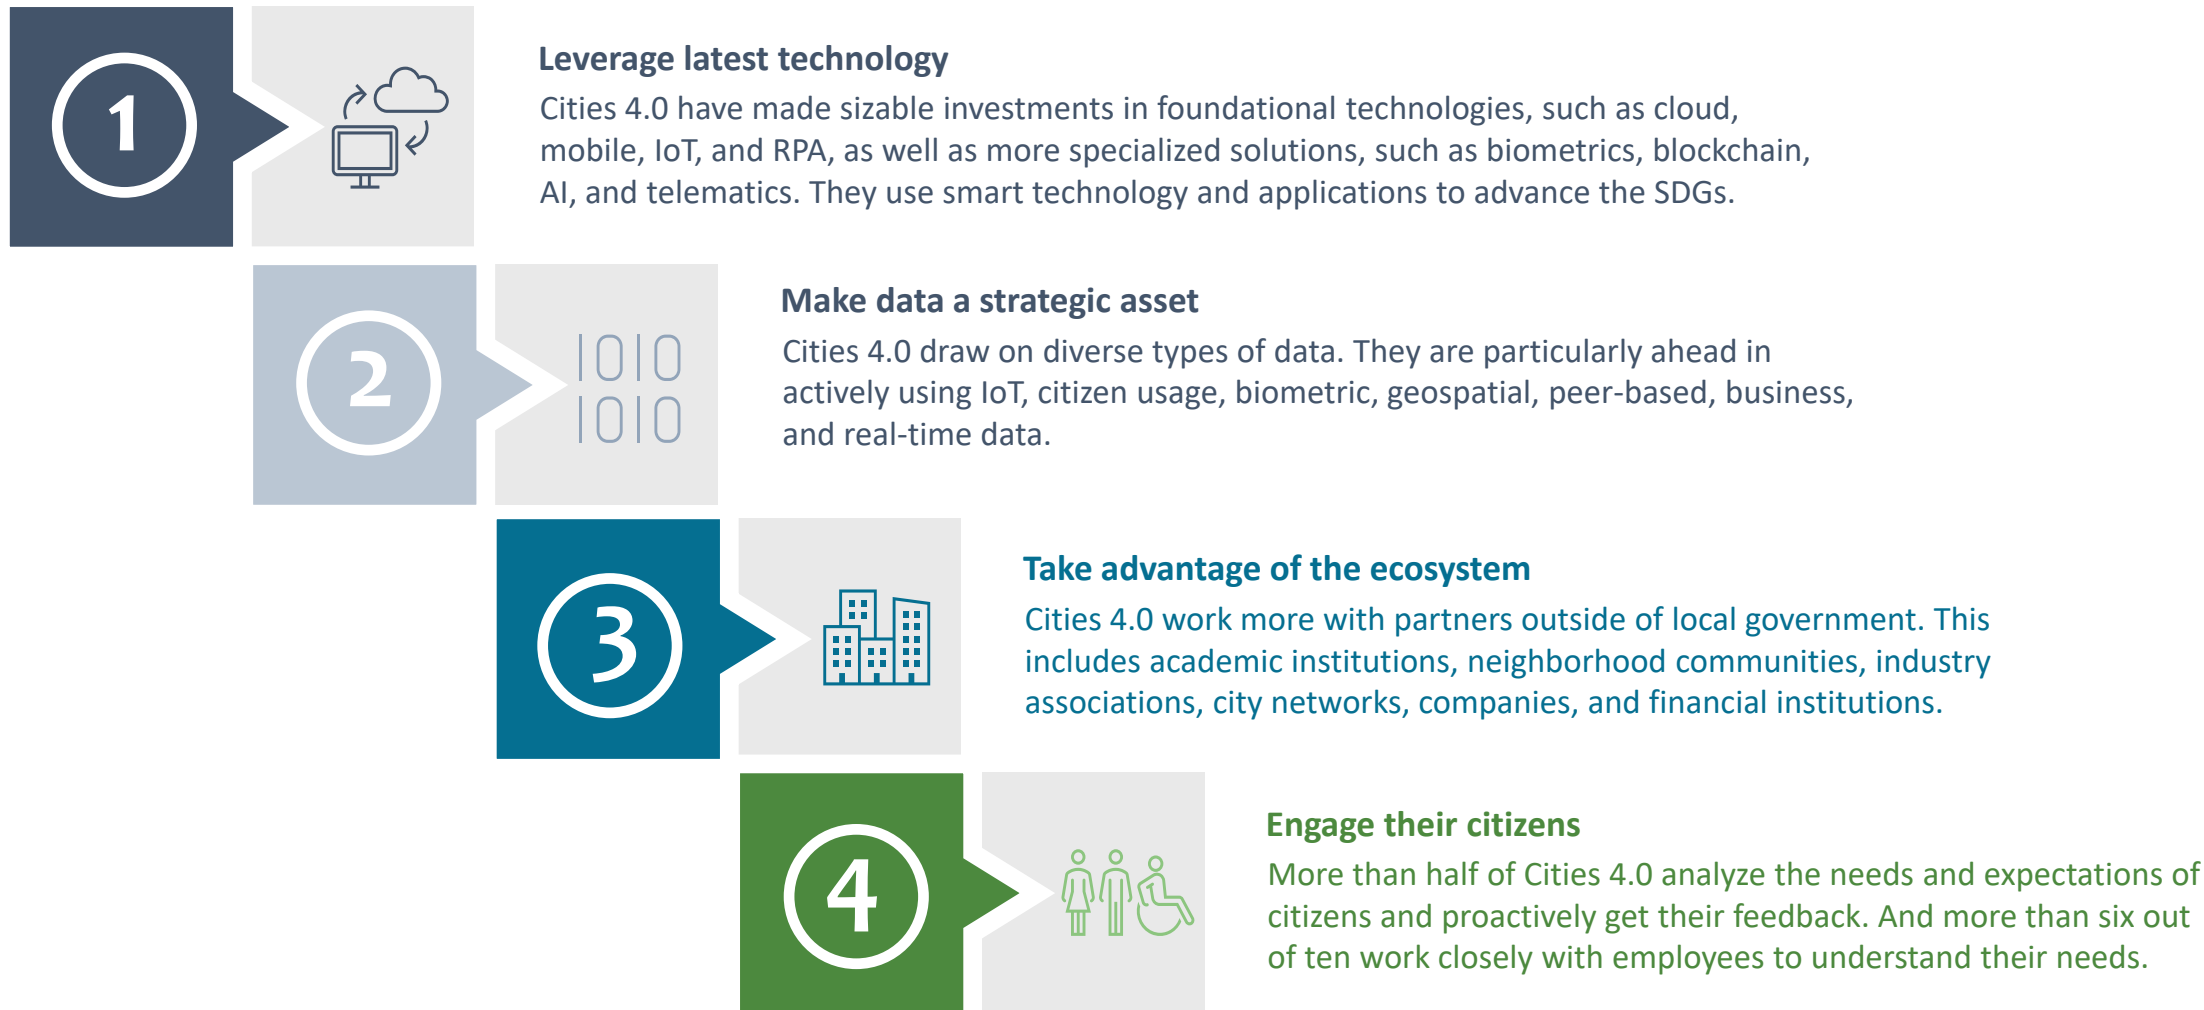 1
Leverage latest technology
Cities 4.0 have made sizable investments in foundational technologies, such as cloud,
mobile, IoT, and RPA, as well as more specialized solutions, such as biometrics, blockchain,
AI, and telematics. They use smart technology and applications to advance the SDGs.
2
1010
1010
Make data a strategic asset
Cities 4.0 draw on diverse types of data. They are particularly ahead in
actively using IoT, citizen usage, biometric, geospatial, peer-based, business,
and real-time data.
3
Take advantage of the ecosystem
Cities 4.0 work more with partners outside of local government. This
includes academic institutions, neighborhood communities, industry
associations, city networks, companies, and financial institutions.
4
Engage their citizens
More than half of Cities 4.0 analyze the needs and expectations of
citizens and proactively get their feedback. And more than six out
of ten work closely with employees to understand their needs.